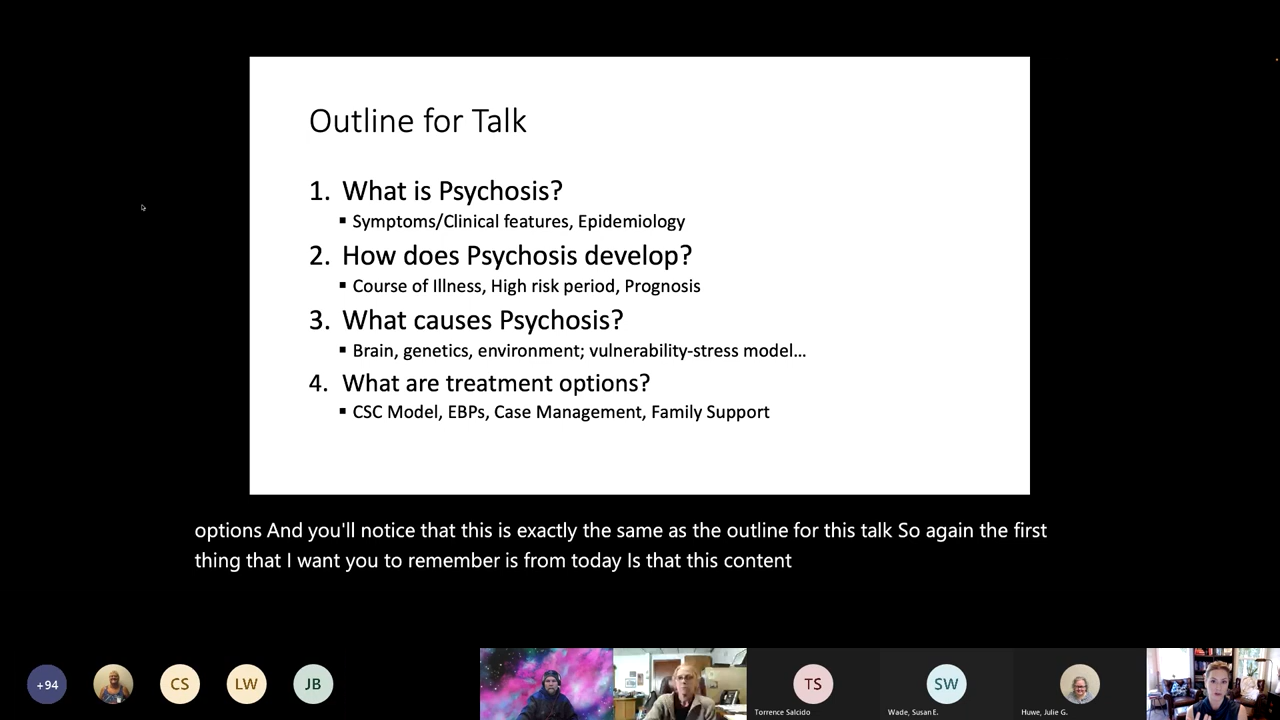 Outline for Talk
1. What is Psychosis?
▪ Symptoms/Clinical features, Epidemiology
2. How does Psychosis develop?
▪ Course of Illness, High risk period, Prognosis
3. What causes Psychosis?
▪ Brain, genetics, environment; vulnerability-stress model...
4. What are treatment options?
▪ CSC Model, EBPs, Case Management, Family Support
options And you'll notice that this is exactly the same as the outline for this talk So again the first
thing that I want you to remember is from today Is that this content
+94
CS
LW
JB
TS
SW
Torrence Salcido
Wade, Susan E.
Huwe, Julie G.